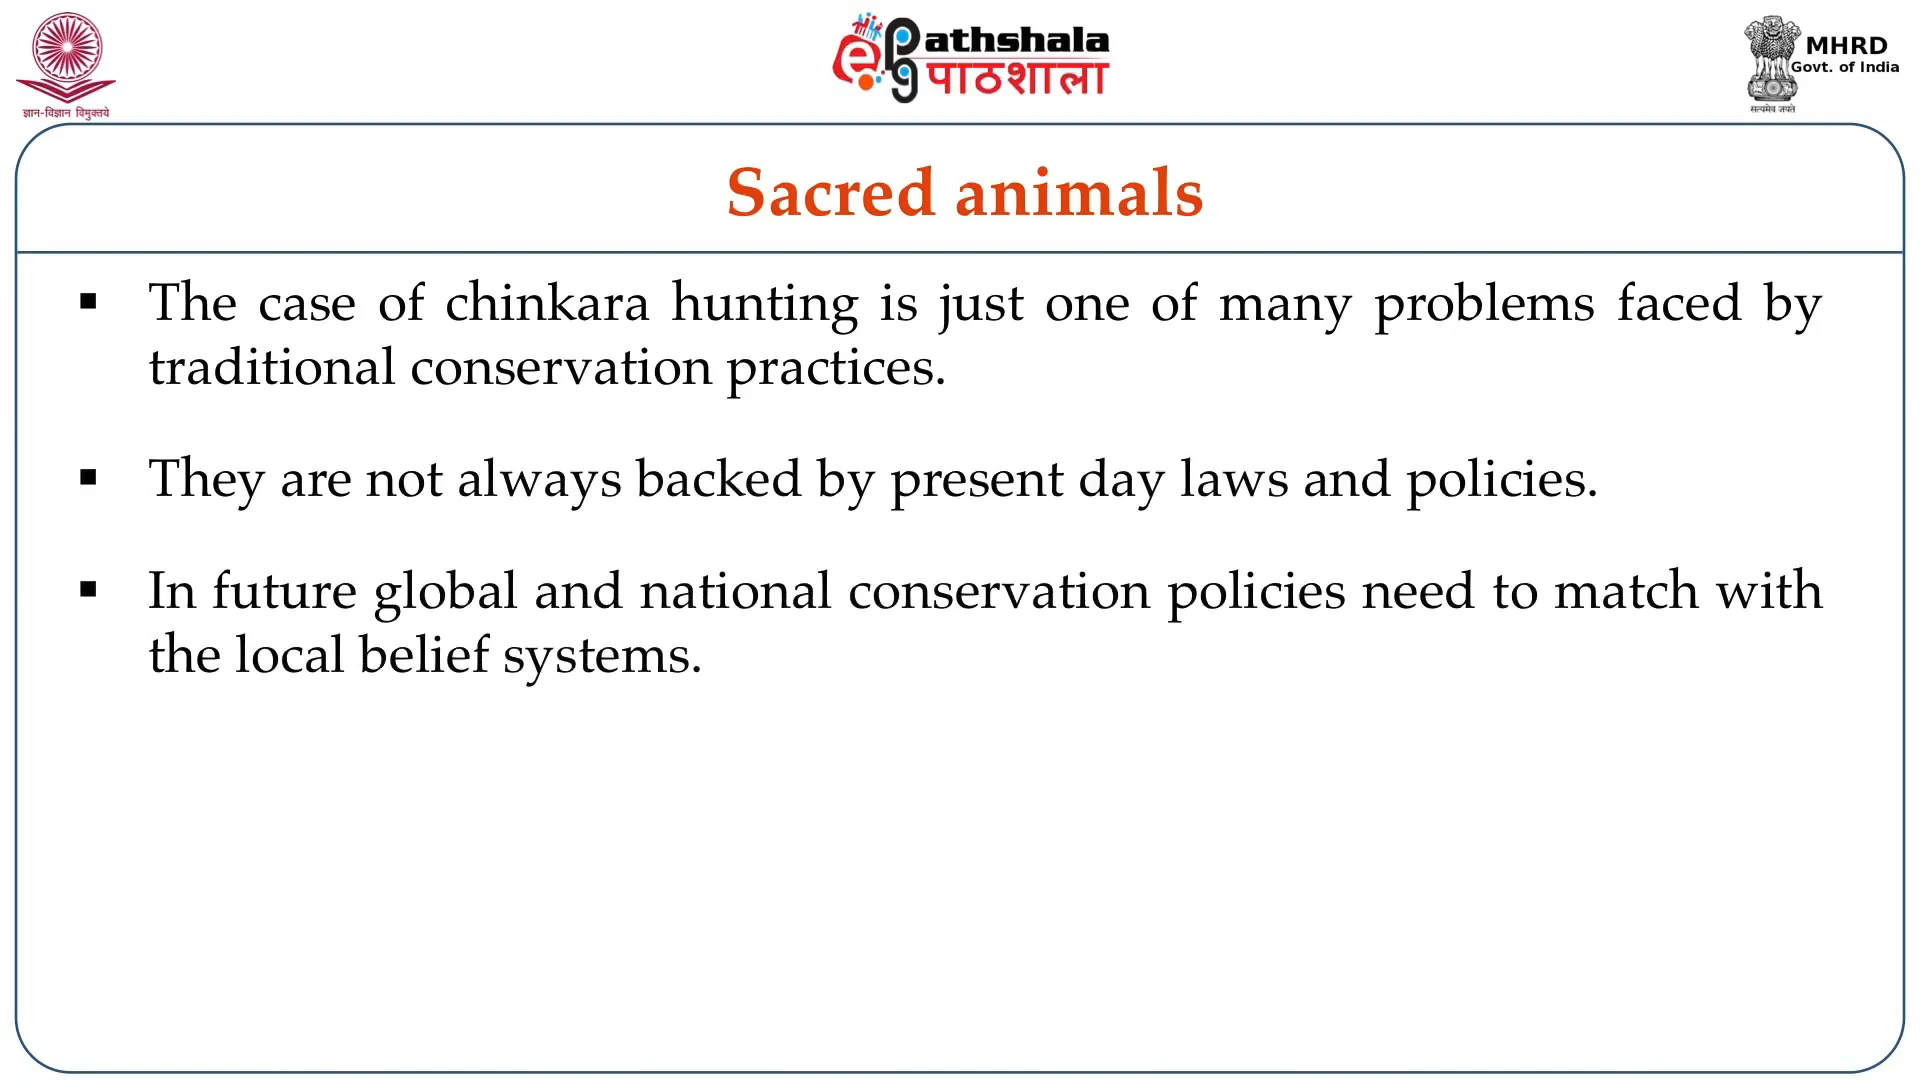 ज्ञान-विज्ञान विमुक्तये
ePG Pathshala
पाठशाला
MHRD
Govt. of India
सत्यमेव जयते
Sacred animals
▪ The case of chinkara hunting is just one of many problems faced by
traditional conservation practices.
▪ They are not always backed by present day laws and policies.
▪ In future global and national conservation policies need to match with
the local belief systems.